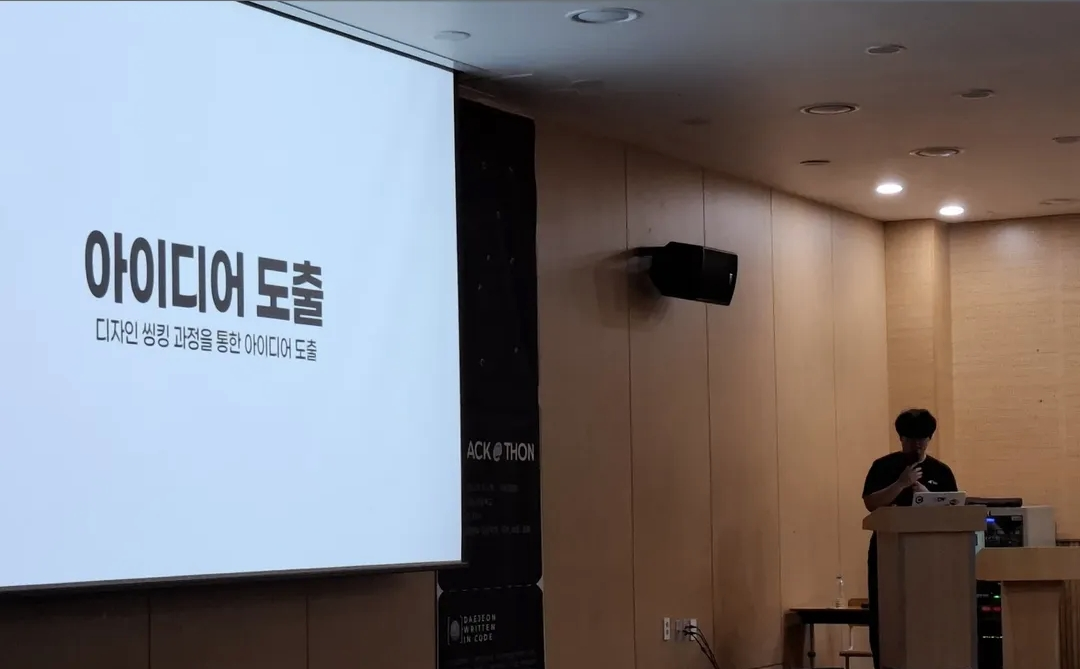 아이디어 도출
디자인 씽킹 과정을 통한 아이디어 도출
ACK@THON
DAEJEON
WRITTEN
IN CODE